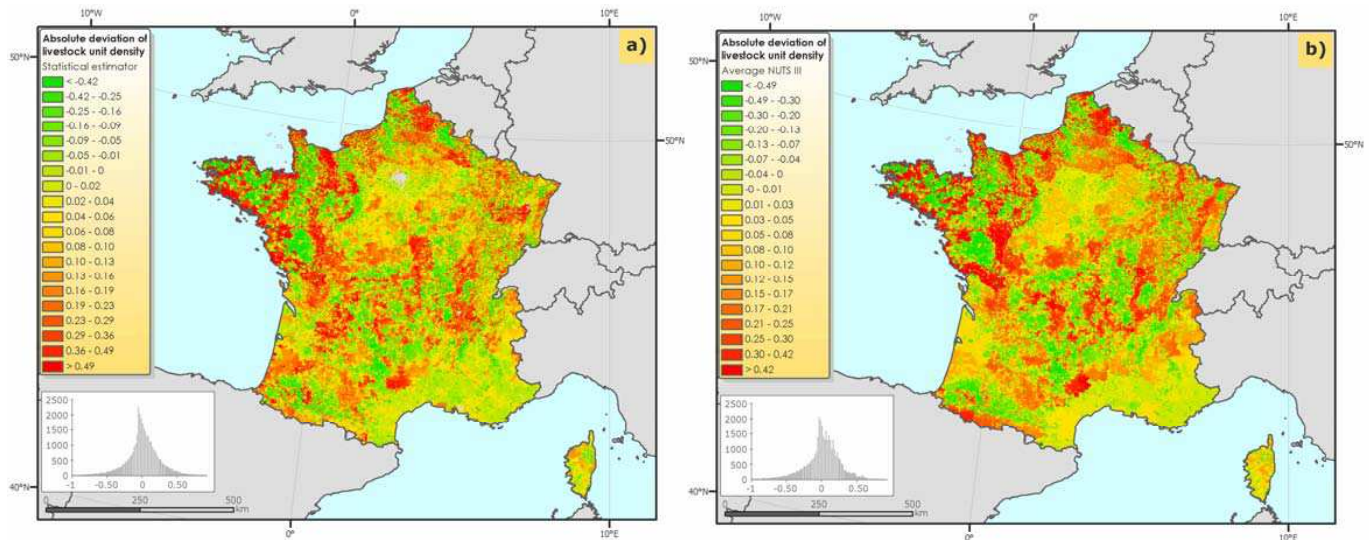 10°W 0° 10°E
50°N
Absolute deviation of
livestock unit density
Statistical estimator
< -0.42
-0.42 - -0.25
-0.25 - -0.16
-0.16 - -0.09
-0.09 - -0.05
-0.05 - -0.01
-0.01 - 0
0 - 0.02
0.02 - 0.04
0.04 - 0.06
0.06 - 0.08
0.08 - 0.10
0.10 - 0.13
0.13 - 0.16
0.16 - 0.19
0.19 - 0.23
0.23 - 0.29
0.29 - 0.36
0.36 - 0.49
> 0.49
a)
50°N
2500
2000
1500
1000
500
0
-1 -0.50 0 0.50
40°N
0 250 500
km
0° 10°E
10°W 0° 10°E
50°N
Absolute deviation of
livestock unit density
Average NUTS III
< -0.49
-0.49 - -0.30
-0.30 - -0.20
-0.20 - -0.13
-0.13 - -0.07
-0.07 - -0.04
-0.04 - 0
-0 - 0.01
0.01 - 0.03
0.03 - 0.05
0.05 - 0.08
0.08 - 0.10
0.10 - 0.12
0.12 - 0.15
0.15 - 0.17
0.17 - 0.21
0.21 - 0.25
0.25 - 0.30
0.30 - 0.42
> 0.42
b)
50°N
2500
2000
1500
1000
500
0
-1 -0.50 0 0.50
40°N
0 250 500
km
0° 10°E